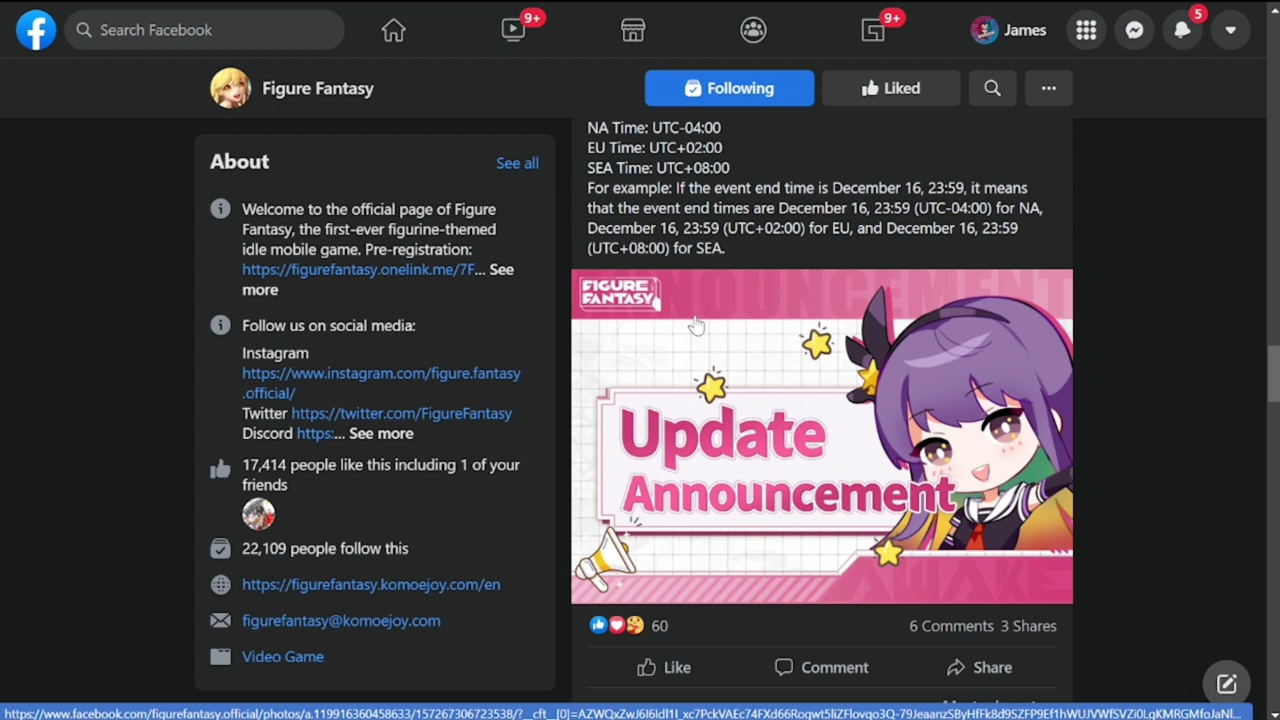 Search Facebook
9+
9+
James
5
Figure Fantasy
Following
Liked
About
See all
Welcome to the official page of Figure
Fantasy, the first-ever figurine-themed
idle mobile game. Pre-registration:
https://figurefantasy.onelink.me/7F... See
more
Follow us on social media:
Instagram
https://www.instagram.com/figure.fantasy
.official/
Twitter https://twitter.com/FigureFantasy
Discord https:... See more
17,414 people like this including 1 of your
friends
22,109 people follow this
https://figurefantasy.komoejoy.com/en
figurefantasy@komoejoy.com
Video Game
NA Time: UTC-04:00
EU Time: UTC+02:00
SEA Time: UTC+08:00
For example: If the event end time is December 16, 23:59, it means
that the event end times are December 16, 23:59 (UTC-04:00) for NA,
December 16, 23:59 (UTC+02:00) for EU, and December 16, 23:59
(UTC+08:00) for SEA.
ANNOUNCEMENT
FIGURE
FANTASY
Update
Announcement
60
6 Comments 3 Shares
Like
Comment
Share